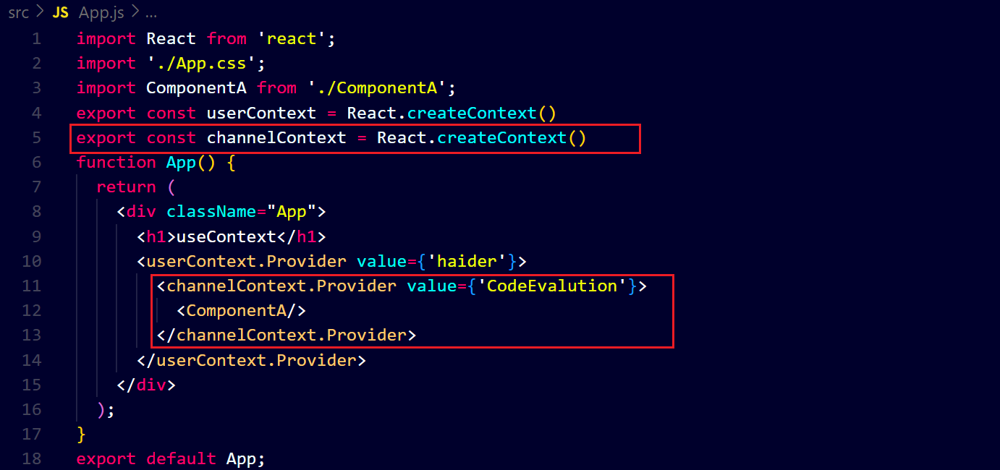 src > JS App.js > ...
1 import React from 'react';
2 import './App.css';
3 import ComponentA from './ComponentA';
4 export const userContext = React.createContext()
5 export const channelContext = React.createContext()
6 function App() {
7 return (
8 <div className="App">
9 <h1>useContext</h1>
10 <userContext.Provider value={'haider'}>
11 <channelContext.Provider value={'CodeEvalution'}>
12 <ComponentA/>
13 </channelContext.Provider>
14 </userContext.Provider>
15 </div>
16 );
17 }
18 export default App;